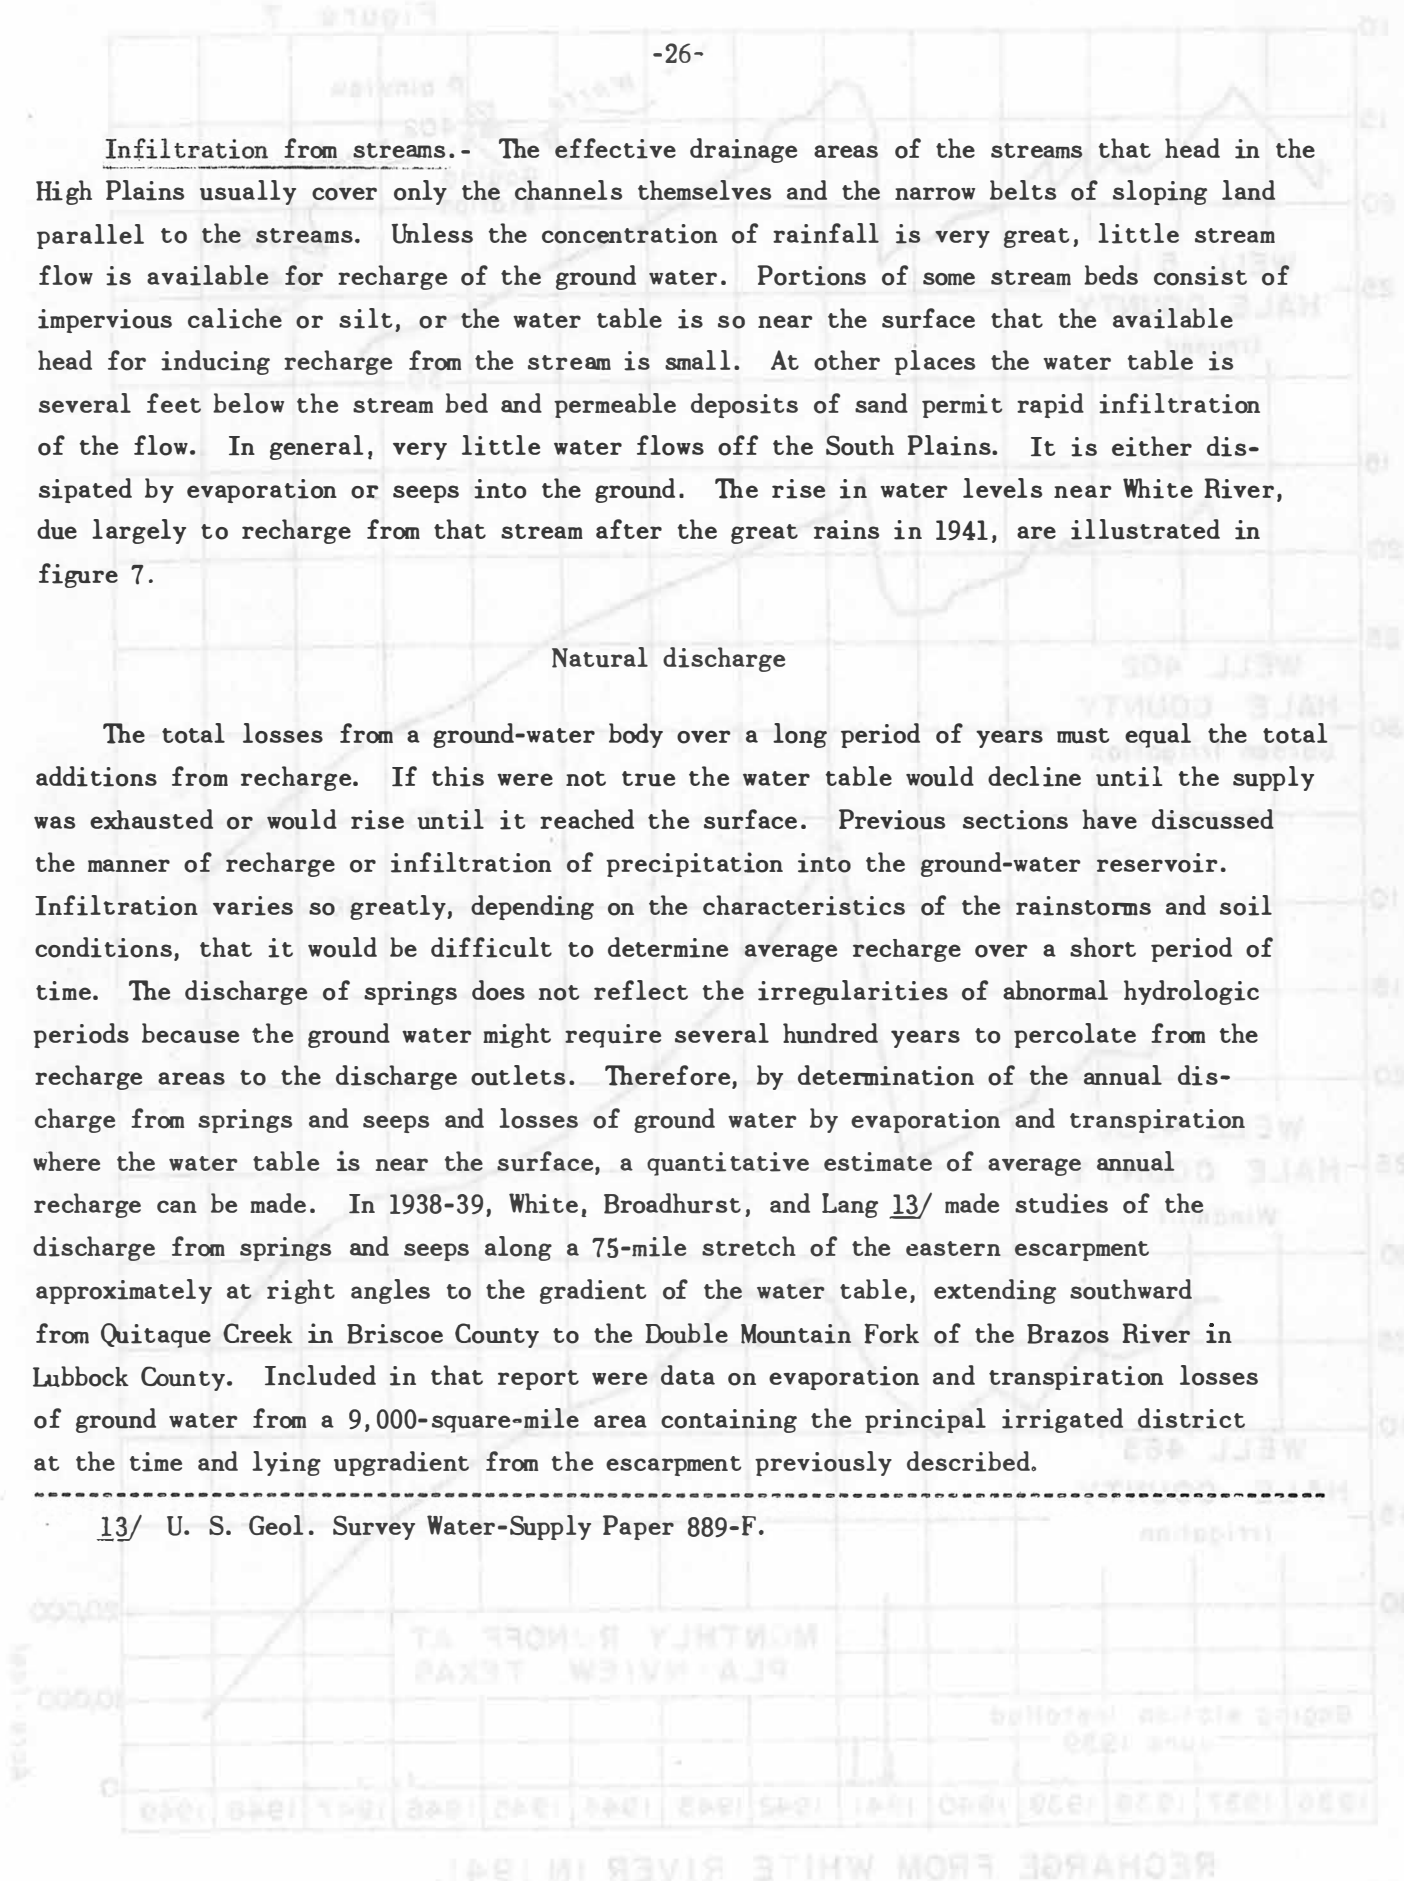 -26-
Infiltration from streams.- The effective drainage areas of the streams that head in the
High Plains usually cover only the channels themselves and the narrow belts of sloping land
parallel to the streams. Unless the concentration of rainfall is very great, little stream
flow is available for recharge of the ground water. Portions of some stream beds consist of
impervious caliche or silt, or the water table is so near the surface that the available
head for inducing recharge from the stream is small. At other places the water table is
several feet below the stream bed and permeable deposits of sand permit rapid infiltration
of the flow. In general, very little water flows off the South Plains. It is either dis-
sipated by evaporation or seeps into the ground. The rise in water levels near White River,
due largely to recharge from that stream after the great rains in 1941, are illustrated in
figure 7.
Natural discharge
The total losses from a ground-water body over a long period of years must equal the total
additions from recharge. If this were not true the water table would decline until the supply
was exhausted or would rise until it reached the surface. Previous sections have discussed
the manner of recharge or infiltration of precipitation into the ground-water reservoir.
Infiltration varies so greatly, depending on the characteristics of the rainstorms and soil
conditions, that it would be difficult to determine average recharge over a short period of
time. The discharge of springs does not reflect the irregularities of abnormal hydrologic
periods because the ground water might require several hundred years to percolate from the
recharge areas to the discharge outlets. Therefore, by determination of the annual dis-
charge from springs and seeps and losses of ground water by evaporation and transpiration
where the water table is near the surface, a quantitative estimate of average annual
recharge can be made. In 1938-39, White, Broadhurst, and Lang 13/ made studies of the
discharge from springs and seeps along a 75-mile stretch of the eastern escarpment
approximately at right angles to the gradient of the water table, extending southward
from Quitaque Creek in Briscoe County to the Double Mountain Fork of the Brazos River in
Lubbock County. Included in that report were data on evaporation and transpiration losses
of ground water from a 9,000-square-mile area containing the principal irrigated district
at the time and lying upgradient from the escarpment previously described.
13/ U. S. Geol. Survey Water-Supply Paper 889-F.